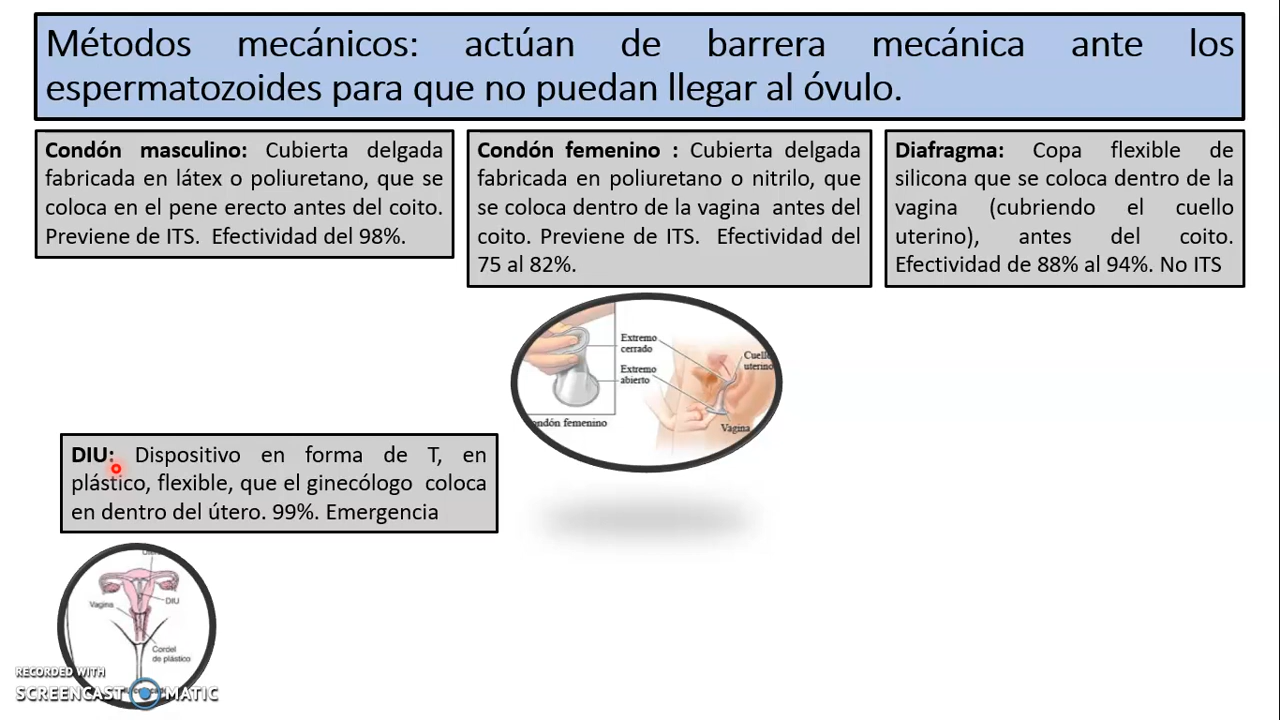 Métodos mecánicos: actúan de barrera mecánica ante los
espermatozoides para que no puedan llegar al óvulo.
Condón masculino: Cubierta delgada
fabricada en látex o poliuretano, que se
coloca en el pene erecto antes del coito.
Previene de ITS. Efectividad del 98%.
Condón femenino : Cubierta delgada
fabricada en poliuretano o nitrilo, que
se coloca dentro de la vagina antes del
coito. Previene de ITS. Efectividad del
75 al 82%.
Diafragma: Copa flexible de
silicona que se coloca dentro de la
vagina (cubriendo el cuello
uterino), antes del coito.
Efectividad de 88% al 94%. No ITS
Extremo
cerrado
Extremo
abierto
Cuello
uterino
ondón femenino
Vagina
DIU: Dispositivo en forma de T, en
plástico, flexible, que el ginecólogo coloca
en dentro del útero. 99%. Emergencia
Vagina
DIU
Cordel
de plástico
RECORDED WITH
SCREENCAST MATIC